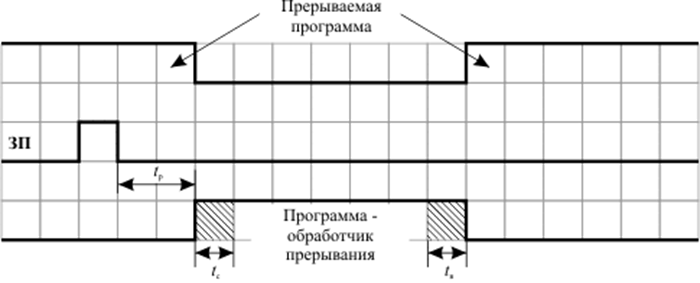 Прерываемая
программа
ЗП
tр
Программа -
обработчик
прерывания
tс
tв